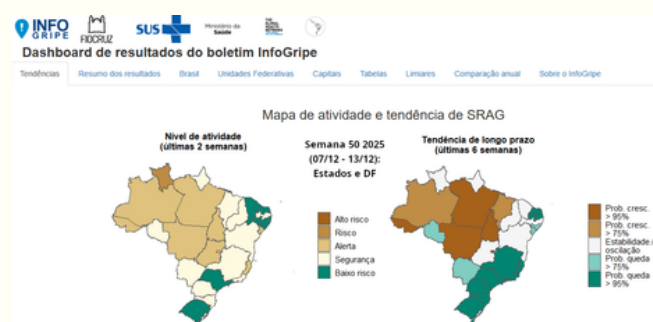 INFO
GRIPE
FIOCRUZ
SUS
Ministério da
Saúde
Dashboard de resultados do boletim InfoGripe
Tendências Resumo dos resultados Brasil Unidades Federativas Capitais Tabelas Limiares Comparação anual Sobre o InfoGripe
Mapa de atividade e tendência de SRAG
Nível de atividade
(últimas 2 semanas)
Semana 50 2025
(07/12 - 13/12):
Estados e DF
Tendência de longo prazo
(últimas 6 semanas)
Alto risco
Risco
Alerta
Segurança
Baixo risco
Prob. cresc.
> 95%
Prob. cresc.
> 75%
Estabilidade/
oscilação
Prob. queda
> 75%
Prob. queda
> 95%